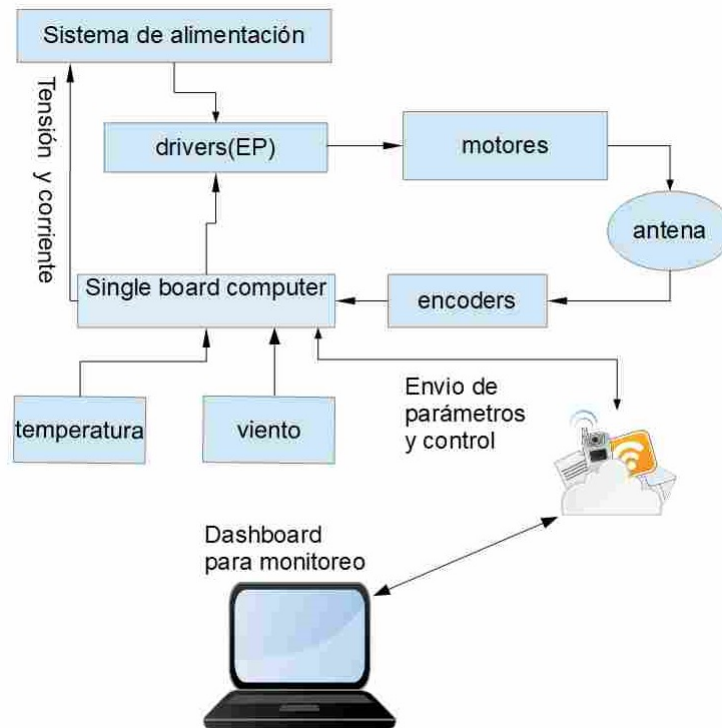 Sistema de alimentación
Tensión y corriente
drivers(EP)
motores
antena
Single board computer
encoders
temperatura
viento
Envio de
parámetros
y control
Dashboard
para monitoreo